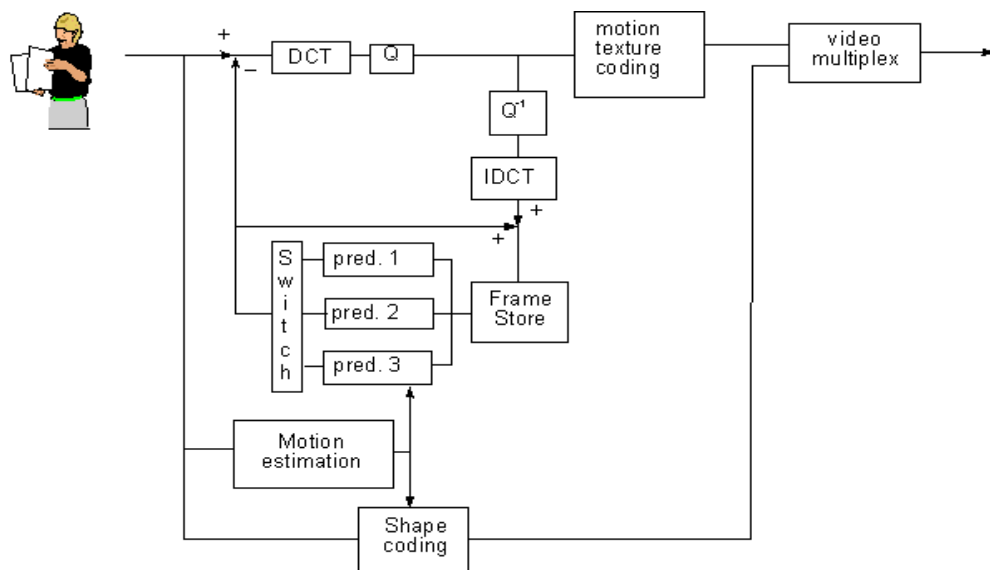 +
−
DCT
Q
motion
texture
coding
video
multiplex
Q-1
IDCT
+
+
S
w
i
t
c
h
pred. 1
pred. 2
pred. 3
Frame
Store
Motion
estimation
Shape
coding